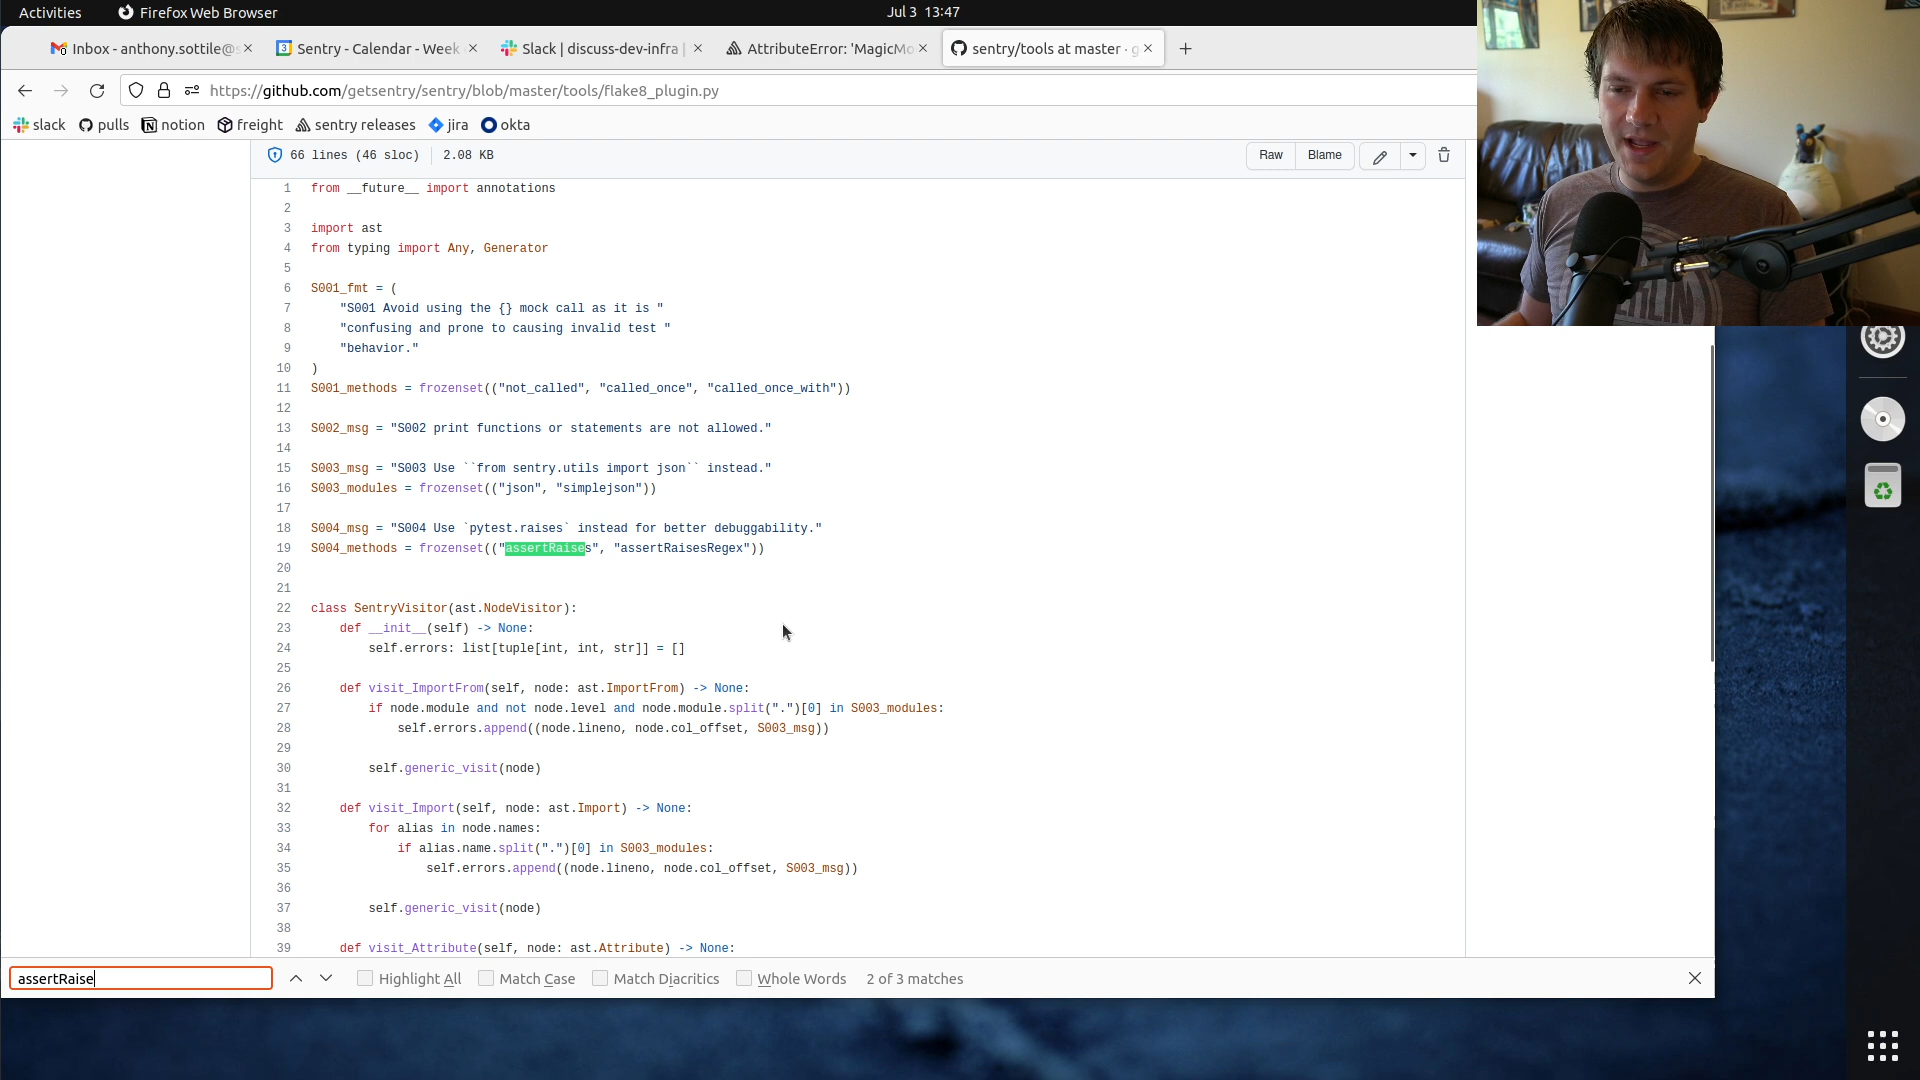 Activities
Firefox Web Browser
Jul 3 13:47
Inbox - anthony.sottile@s
Sentry - Calendar - Week
Slack | discuss-dev-infra |
AttributeError: 'MagicMo
sentry/tools at master · g
https://github.com/getsentry/sentry/blob/master/tools/flake8_plugin.py
slack
pulls
notion
freight
sentry releases
jira
okta
66 lines (46 sloc)
2.08 KB
Raw
Blame
1 from __future__ import annotations
2
3 import ast
4 from typing import Any, Generator
5
6 S001_fmt = (
7     "S001 Avoid using the {} mock call as it is "
8     "confusing and prone to causing invalid test "
9     "behavior."
10 )
11 S001_methods = frozenset(("not_called", "called_once", "called_once_with"))
12
13 S002_msg = "S002 print functions or statements are not allowed."
14
15 S003_msg = "S003 Use ``from sentry.utils import json`` instead."
16 S003_modules = frozenset(("json", "simplejson"))
17
18 S004_msg = "S004 Use `pytest.raises` instead for better debuggability."
19 S004_methods = frozenset(("assertRaises", "assertRaisesRegex"))
20
21
22 class SentryVisitor(ast.NodeVisitor):
23     def __init__(self) -> None:
24         self.errors: list[tuple[int, int, str]] = []
25
26     def visit_ImportFrom(self, node: ast.ImportFrom) -> None:
27         if node.module and not node.level and node.module.split(".")[0] in S003_modules:
28             self.errors.append((node.lineno, node.col_offset, S003_msg))
29
30         self.generic_visit(node)
31
32     def visit_Import(self, node: ast.Import) -> None:
33         for alias in node.names:
34             if alias.name.split(".")[0] in S003_modules:
35                 self.errors.append((node.lineno, node.col_offset, S003_msg))
36
37         self.generic_visit(node)
38
39     def visit_Attribute(self, node: ast.Attribute) -> None:
assertRaise
Highlight All
Match Case
Match Diacritics
Whole Words
2 of 3 matches